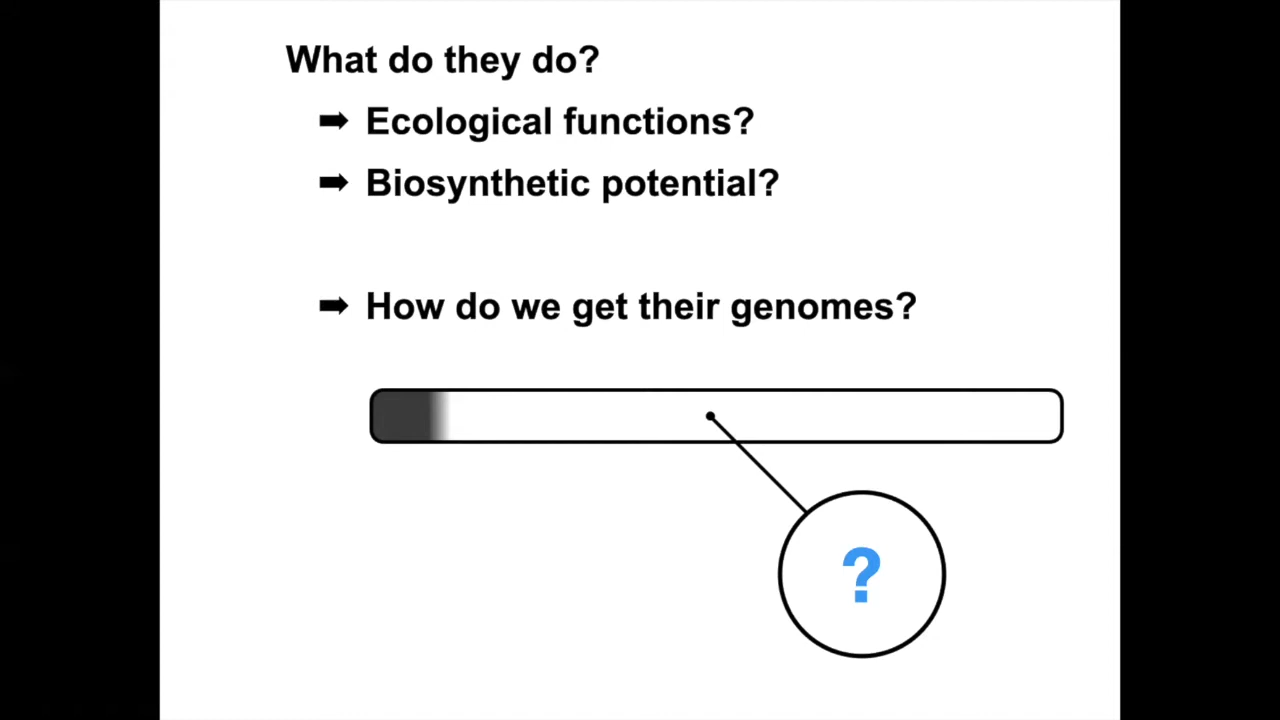 What do they do?
➡ Ecological functions?
➡ Biosynthetic potential?
➡ How do we get their genomes?
?